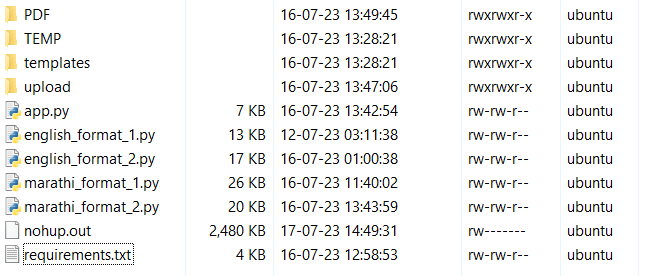 PDF 16-07-23 13:49:45 rwxrwxr-x ubuntu
TEMP 16-07-23 13:28:21 rwxrwxr-x ubuntu
templates 16-07-23 13:28:21 rwxrwxr-x ubuntu
upload 16-07-23 13:47:06 rwxrwxr-x ubuntu
app.py 7 KB 16-07-23 13:42:54 rw-rw-r-- ubuntu
english_format_1.py 13 KB 12-07-23 03:11:38 rw-rw-r-- ubuntu
english_format_2.py 17 KB 16-07-23 01:00:38 rw-rw-r-- ubuntu
marathi_format_1.py 26 KB 16-07-23 11:40:02 rw-rw-r-- ubuntu
marathi_format_2.py 20 KB 16-07-23 13:43:59 rw-rw-r-- ubuntu
nohup.out 2,480 KB 17-07-23 14:49:31 rw------- ubuntu
requirements.txt 4 KB 16-07-23 12:58:53 rw-rw-r-- ubuntu